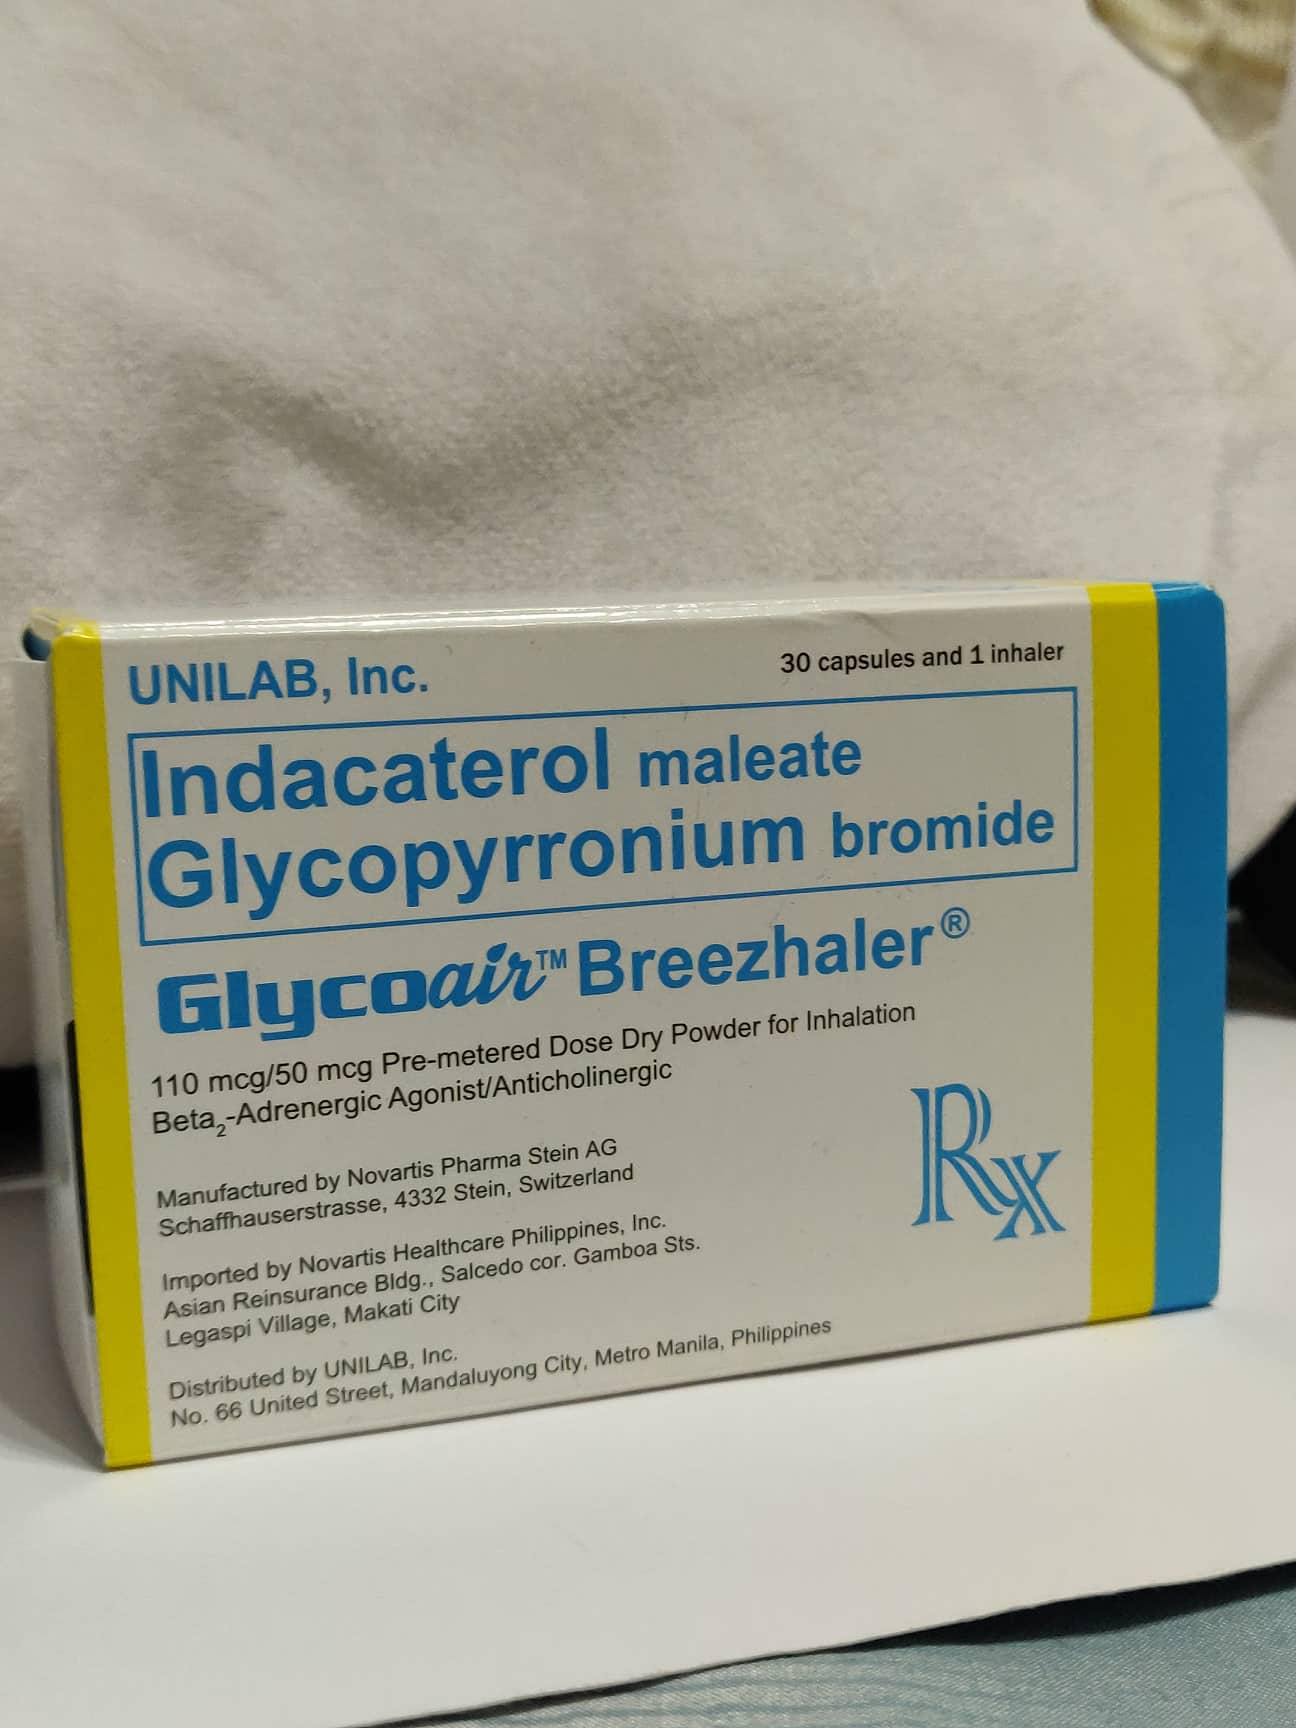 UNILAB, Inc.
30 capsules and 1 inhaler
Indacaterol maleate
Glycopyrronium bromide
Glycoair™ Breezhaler®
110 mcg/50 mcg Pre-metered Dose Dry Powder for Inhalation
Beta₂-Adrenergic Agonist/Anticholinergic
Manufactured by Novartis Pharma Stein AG
Schaffhauserstrasse, 4332 Stein, Switzerland
Imported by Novartis Healthcare Philippines, Inc.
Asian Reinsurance Bldg., Salcedo cor. Gamboa Sts.
Legaspi Village, Makati City
Distributed by UNILAB, Inc.
No. 66 United Street, Mandaluyong City, Metro Manila, Philippines
Rx